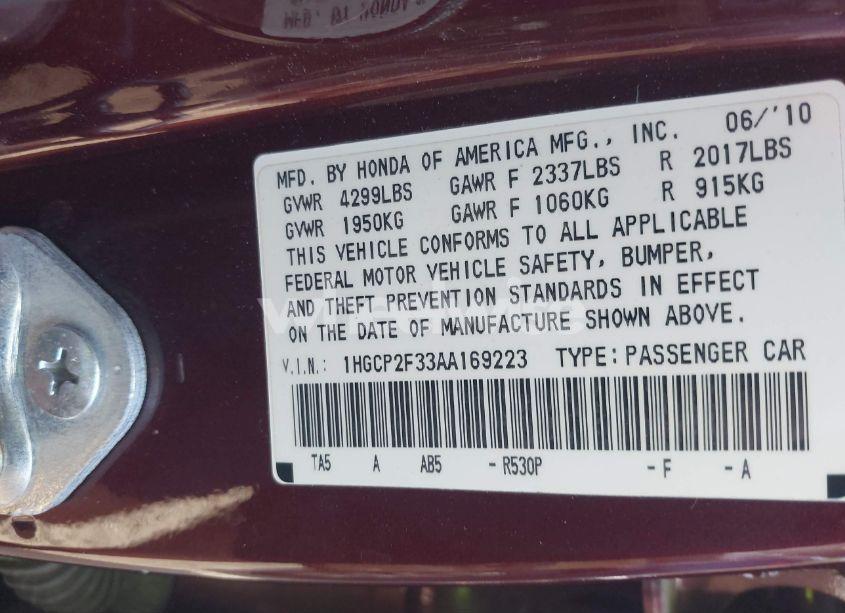 MFD. BY HONDA OF AMERICA MFG., INC. 06/'10
GVWR 4299LBS GAWR F 2337LBS R 2017LBS
GVWR 1950KG GAWR F 1060KG R 915KG
THIS VEHICLE CONFORMS TO ALL APPLICABLE
FEDERAL MOTOR VEHICLE SAFETY, BUMPER,
AND THEFT PREVENTION STANDARDS IN EFFECT
ON THE DATE OF MANUFACTURE SHOWN ABOVE.
V.I.N.: 1HGCP2F33AA169223 TYPE: PASSENGER CAR
TA5 A AB5 - R530P - F - A